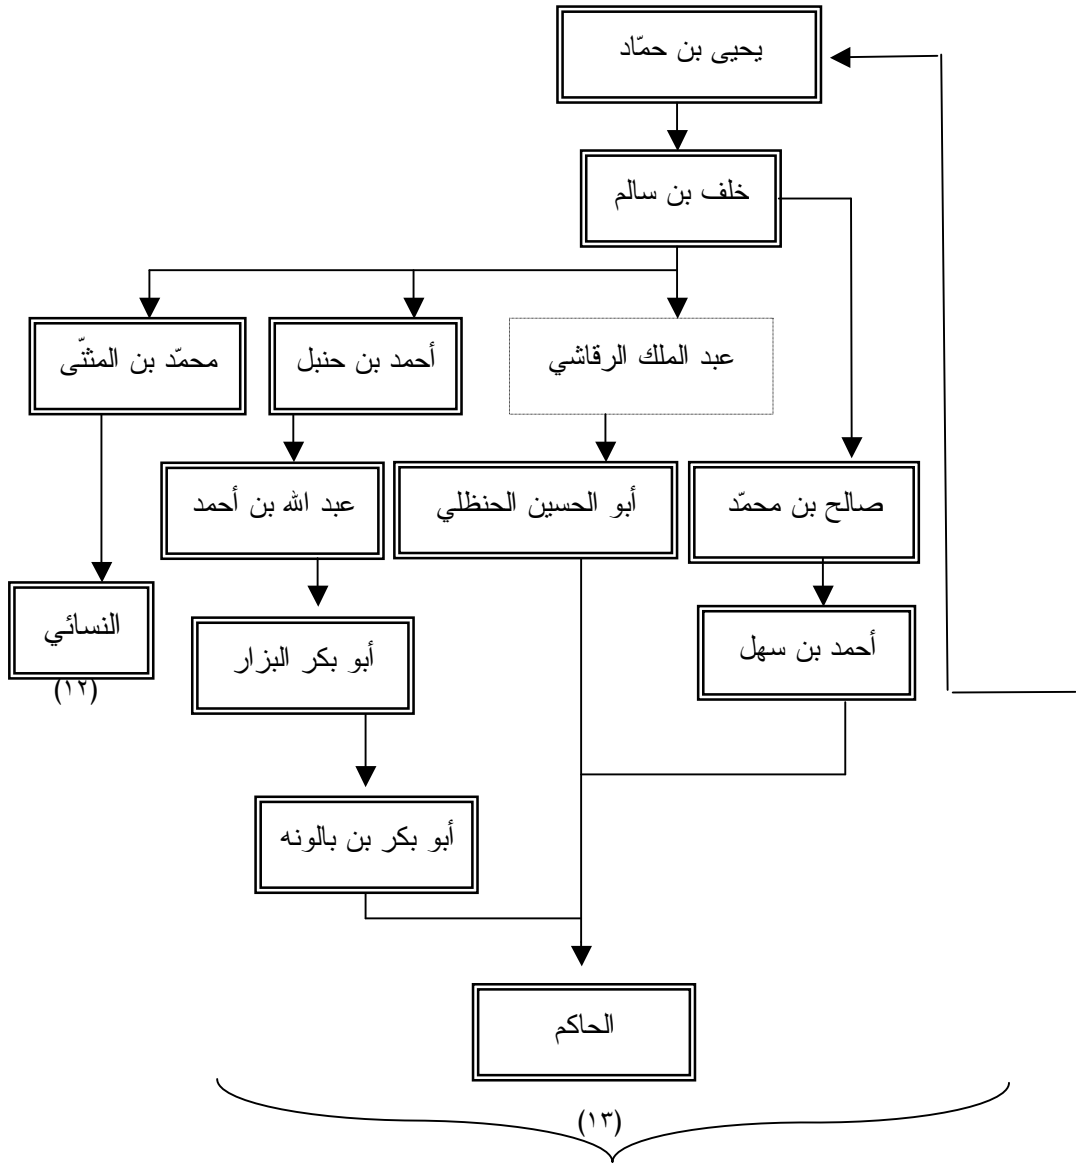 يحيى بن حمّاد
خلف بن سالم
عبد الملك الرقاشي
أحمد بن حنبل
محمّد بن المثنّى
صالح بن محمّد
أبو الحسين الحنظلي
عبد الله بن أحمد
أحمد بن سهل
أبو بكر البزار
النسائي
(١٢)
أبو بكر بن بالونه
الحاكم
(١٣)